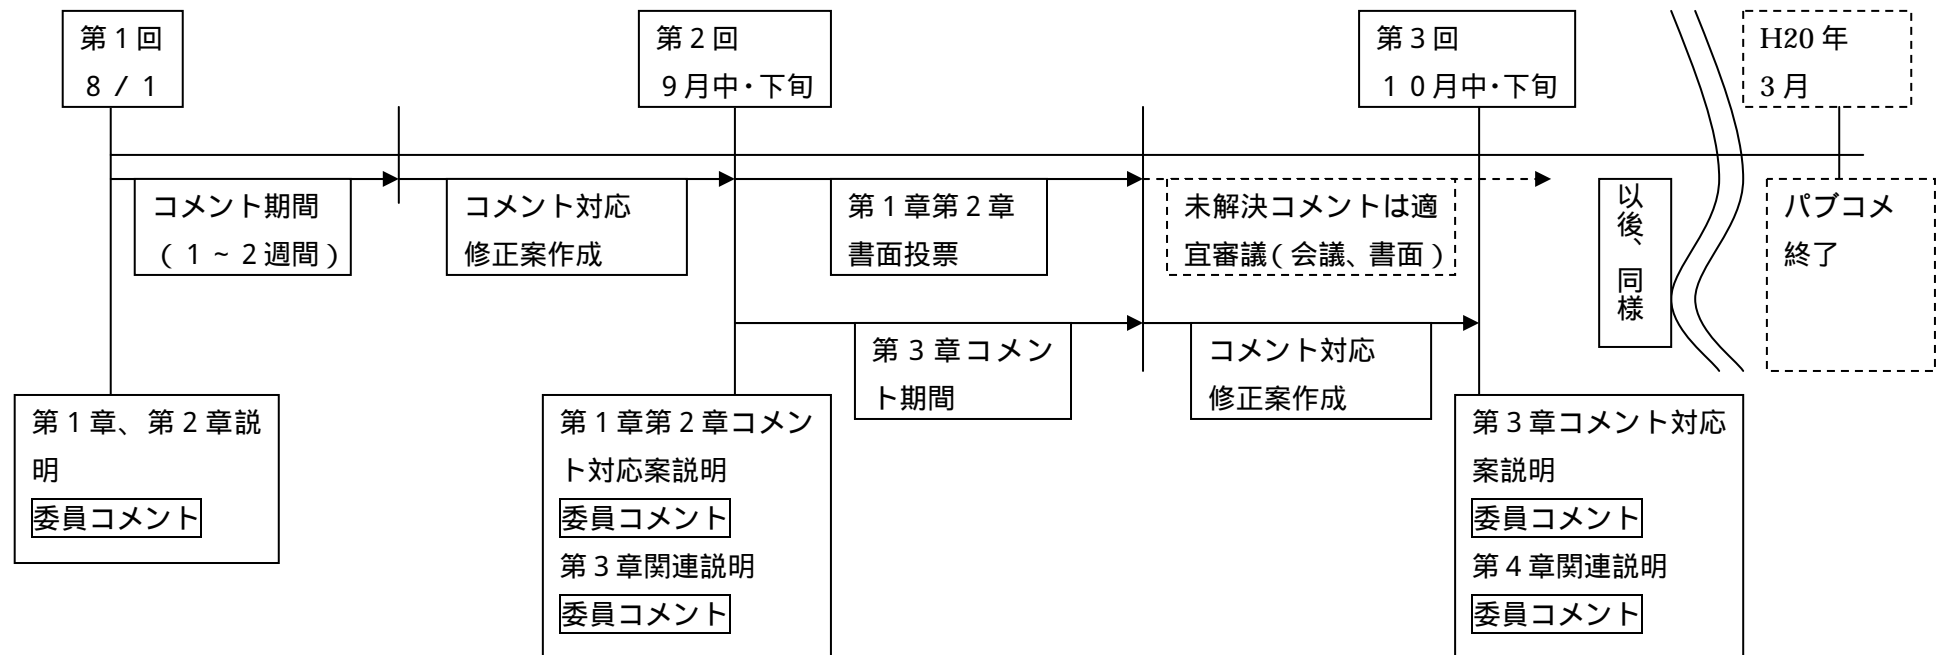 第1回
8/1
第2回
9月中・下旬
第3回
10月中・下旬
H20年
3月
コメント期間
(1~2週間)
コメント対応
修正案作成
第1章第2章
書面投票
未解決コメントは適
宜審議(会議、書面)
以後、同様
パブコメ
終了
第3章コメン
ト期間
コメント対応
修正案作成
第1章、第2章説
明
委員コメント
第1章第2章コメン
ト対応案説明
委員コメント
第3章関連説明
委員コメント
第3章コメント対応
案説明
委員コメント
第4章関連説明
委員コメント